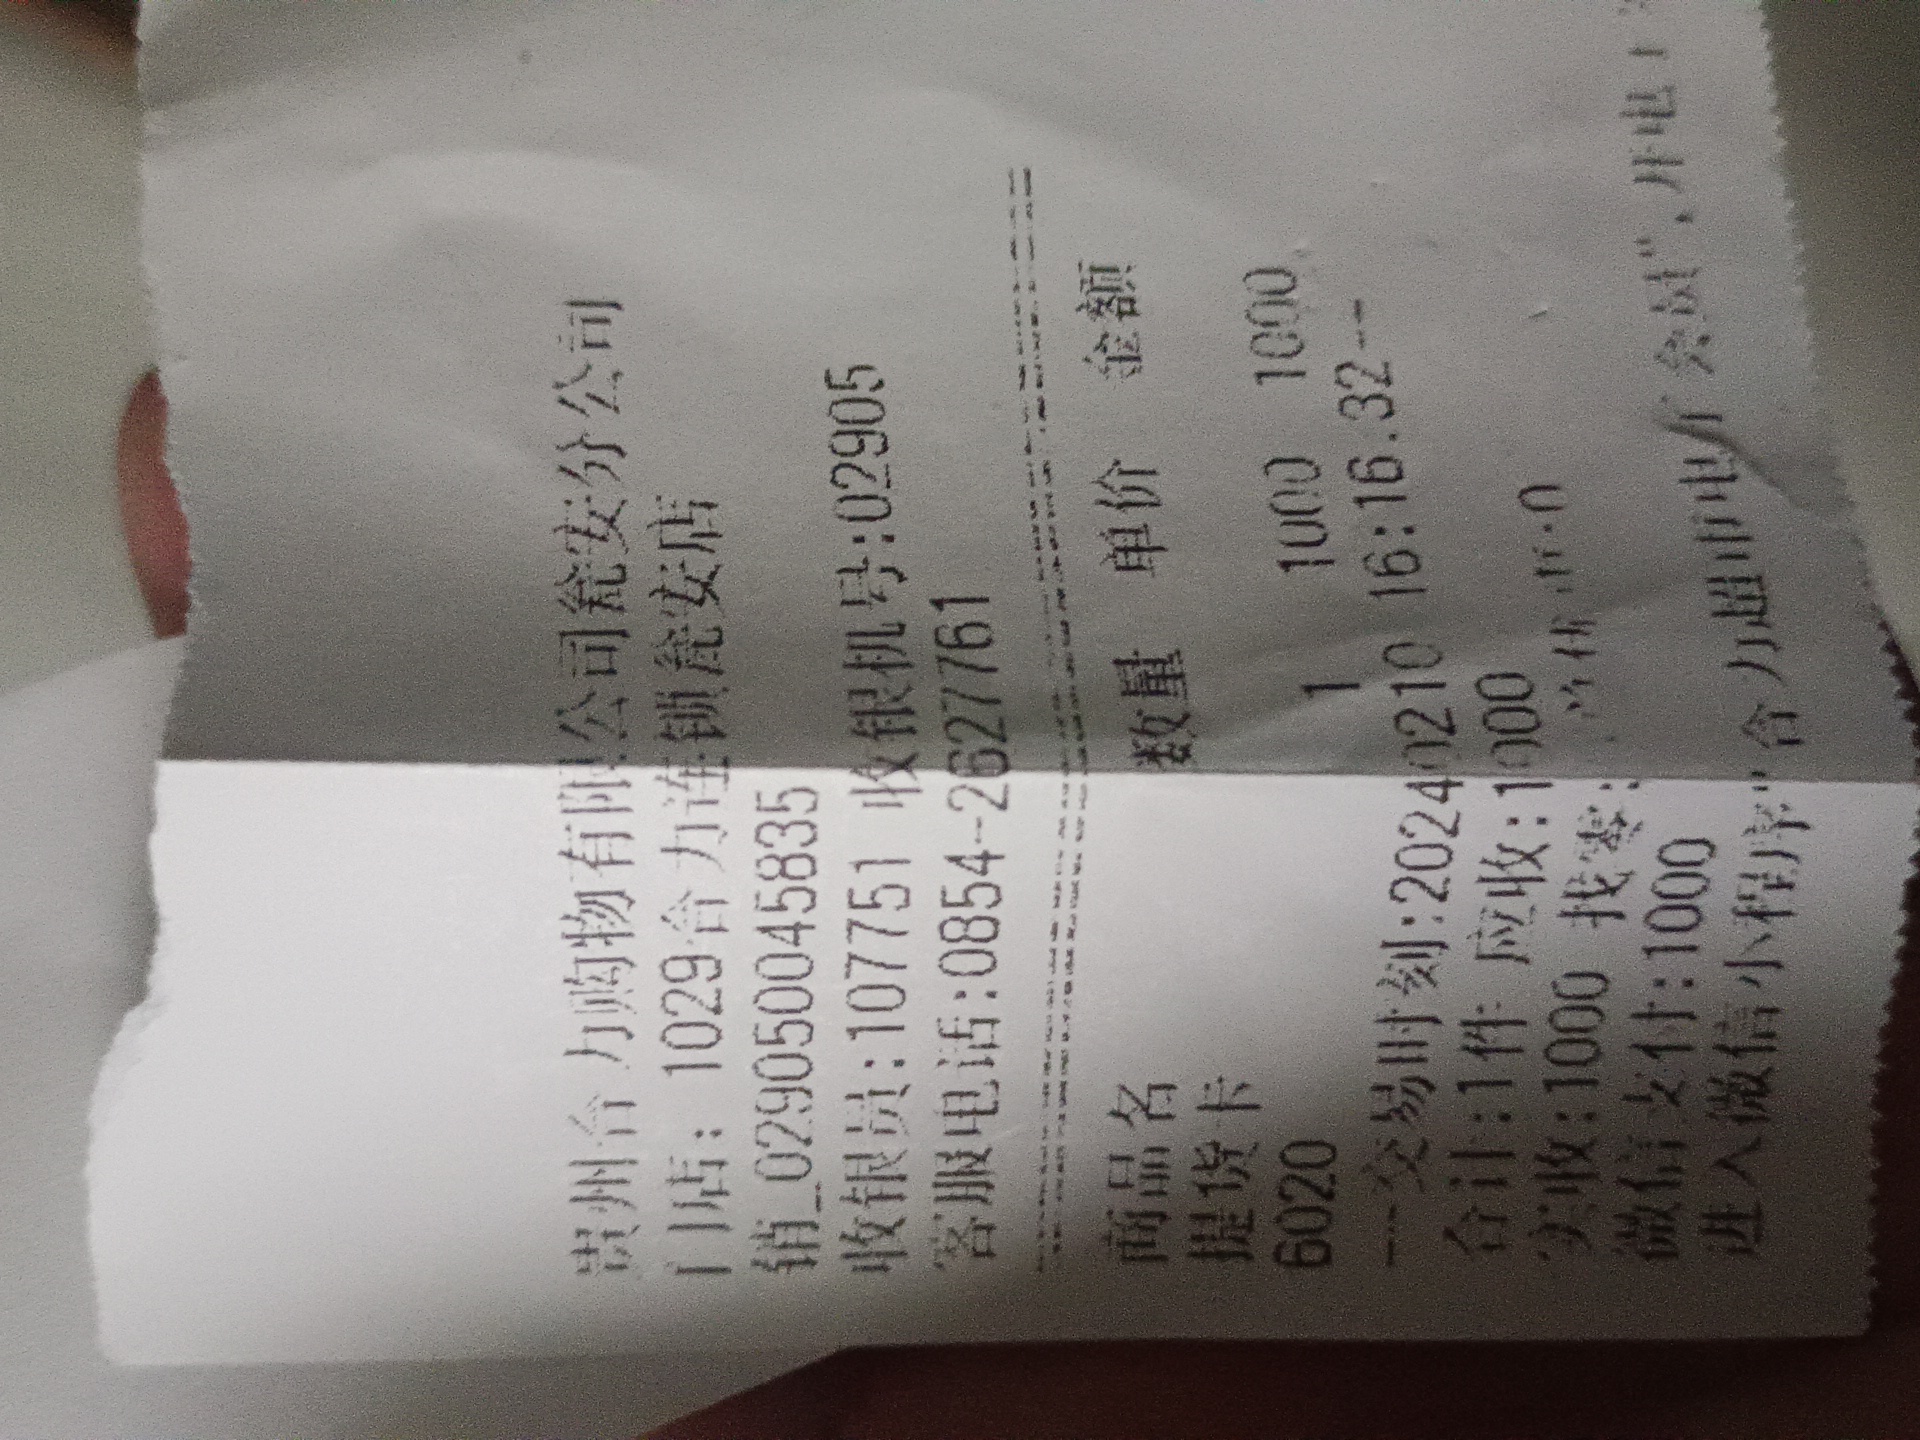 贵州合力购物有限公司瓮安分公司
门店: 1029合力连锁瓮安店
销_029050045835
收银员:107751 收银机号:02905
客服电话:0854-2627761
================================
商品名 数量 单价 金额
提货卡
6020 1 1000 1000
---交易时刻:20240210 16:16:16.32--
合计:1件 应收:1000
实收:1000 找零:
微信支付:1000
进入微信小程序"合力超市电 会员",开电